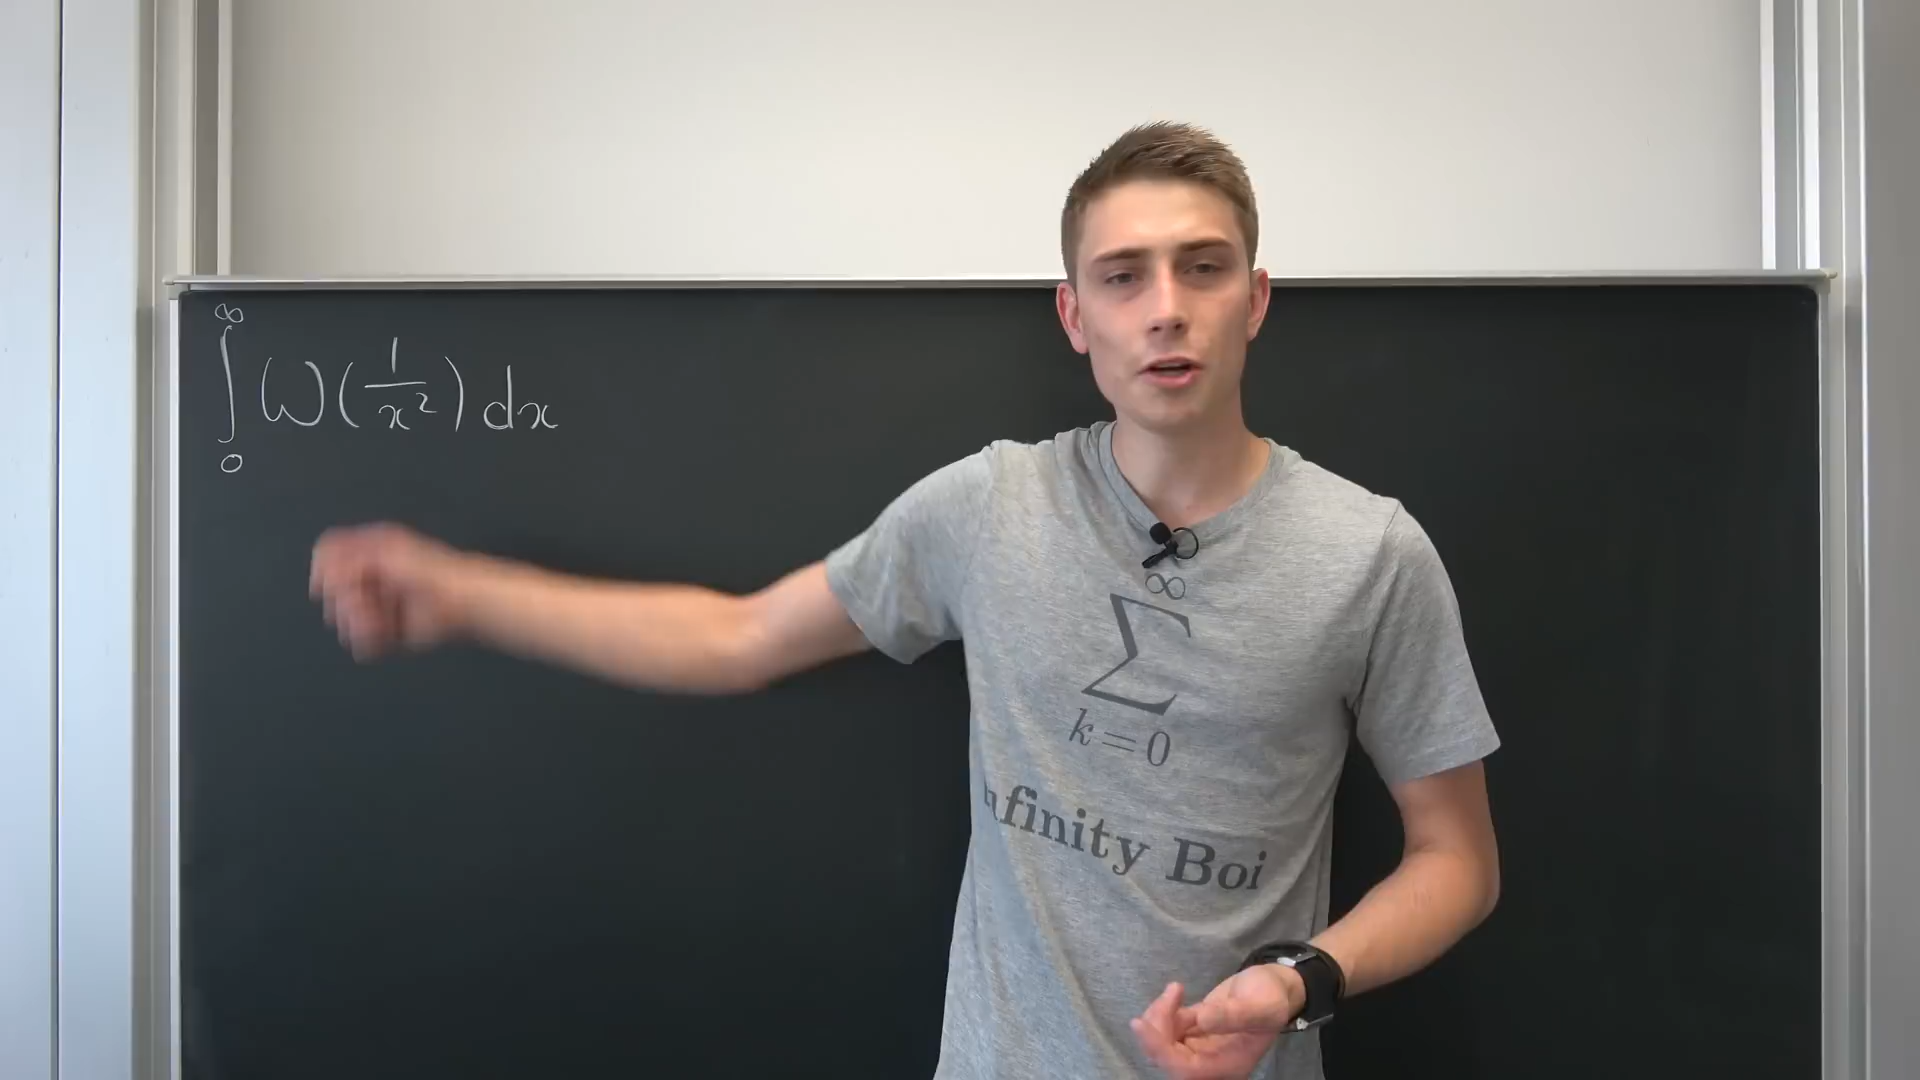 ∫₀^∞ W(1/x²) dx
∞
Σ
k=0
nfinity Boi